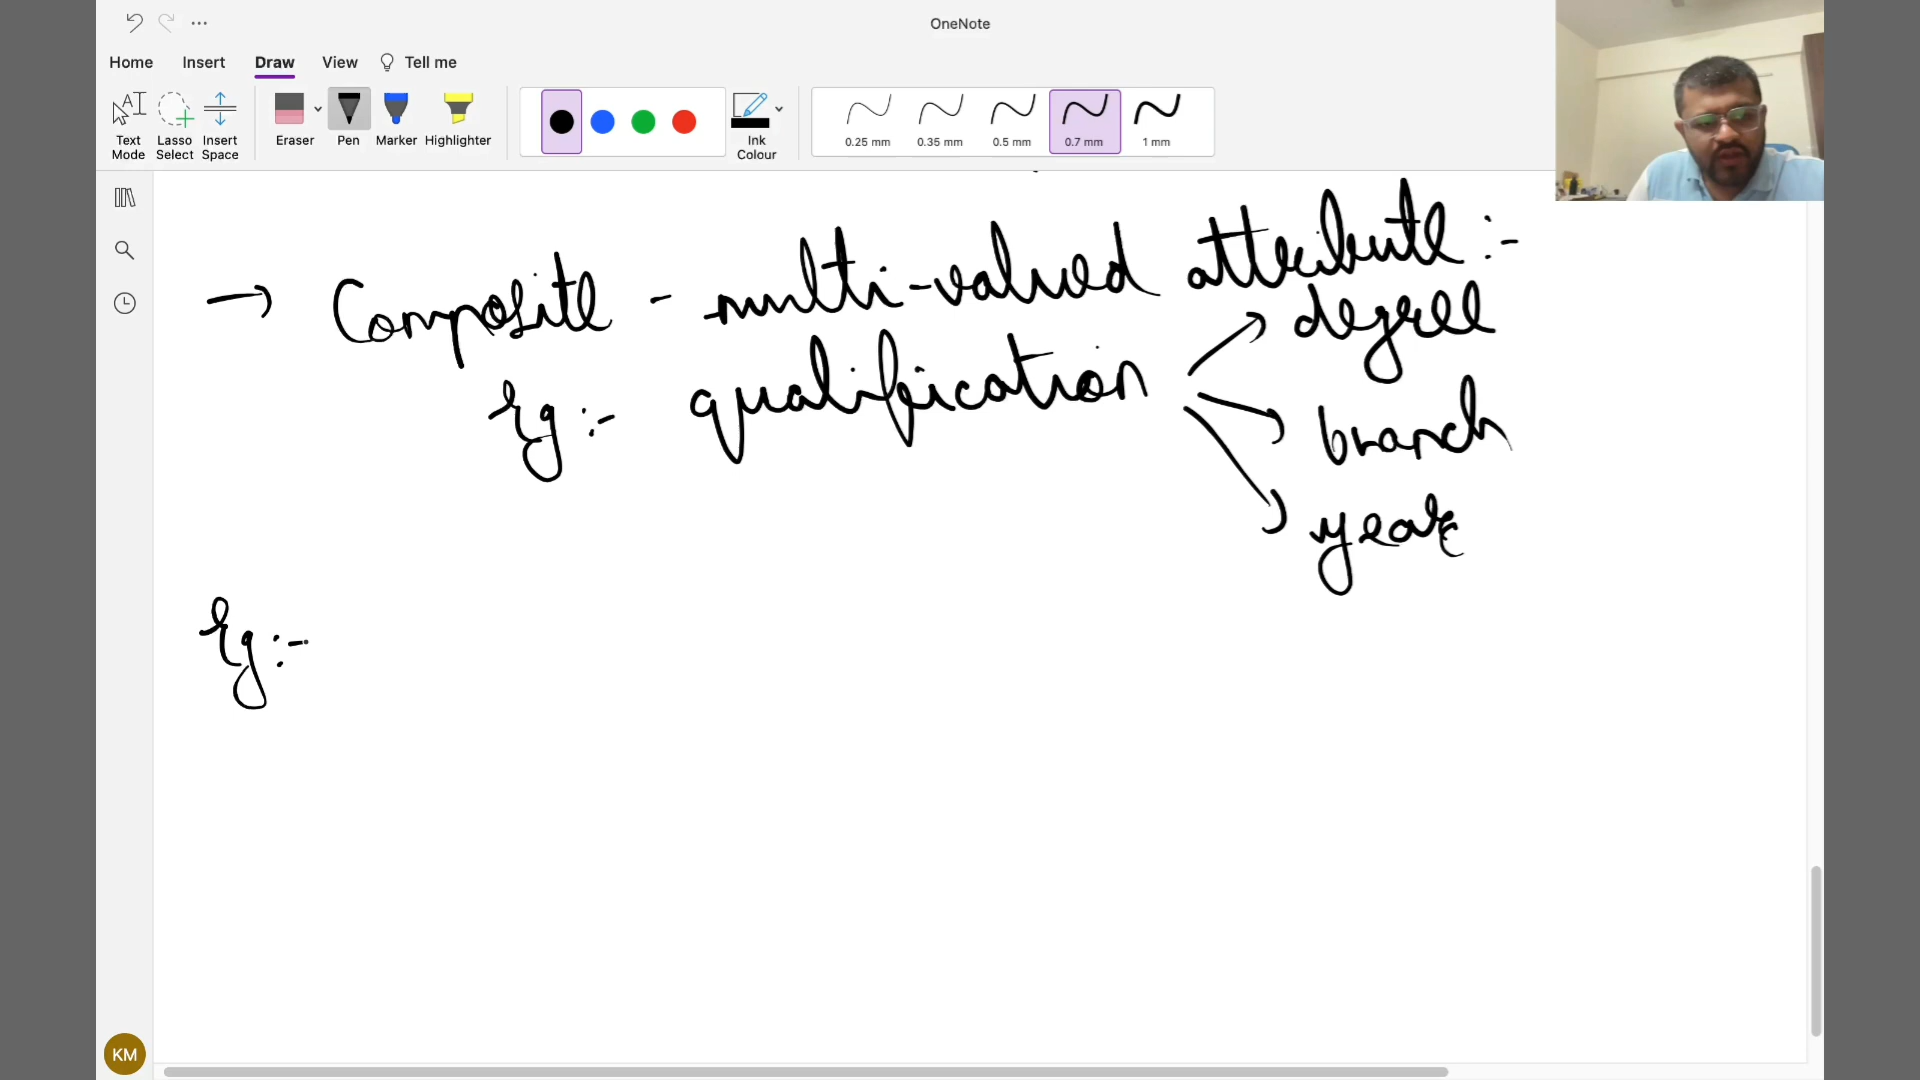 OneNote
Home Insert Draw View Tell me
Text Mode Lasso Select Insert Space Eraser Pen Marker Highlighter Ink Colour 0.25 mm 0.35 mm 0.5 mm 0.7 mm 1 mm
→ Composite - multi-valued attribute :-
Eg :- qualification → degree
→ branch
→ year
Eg :-
KM